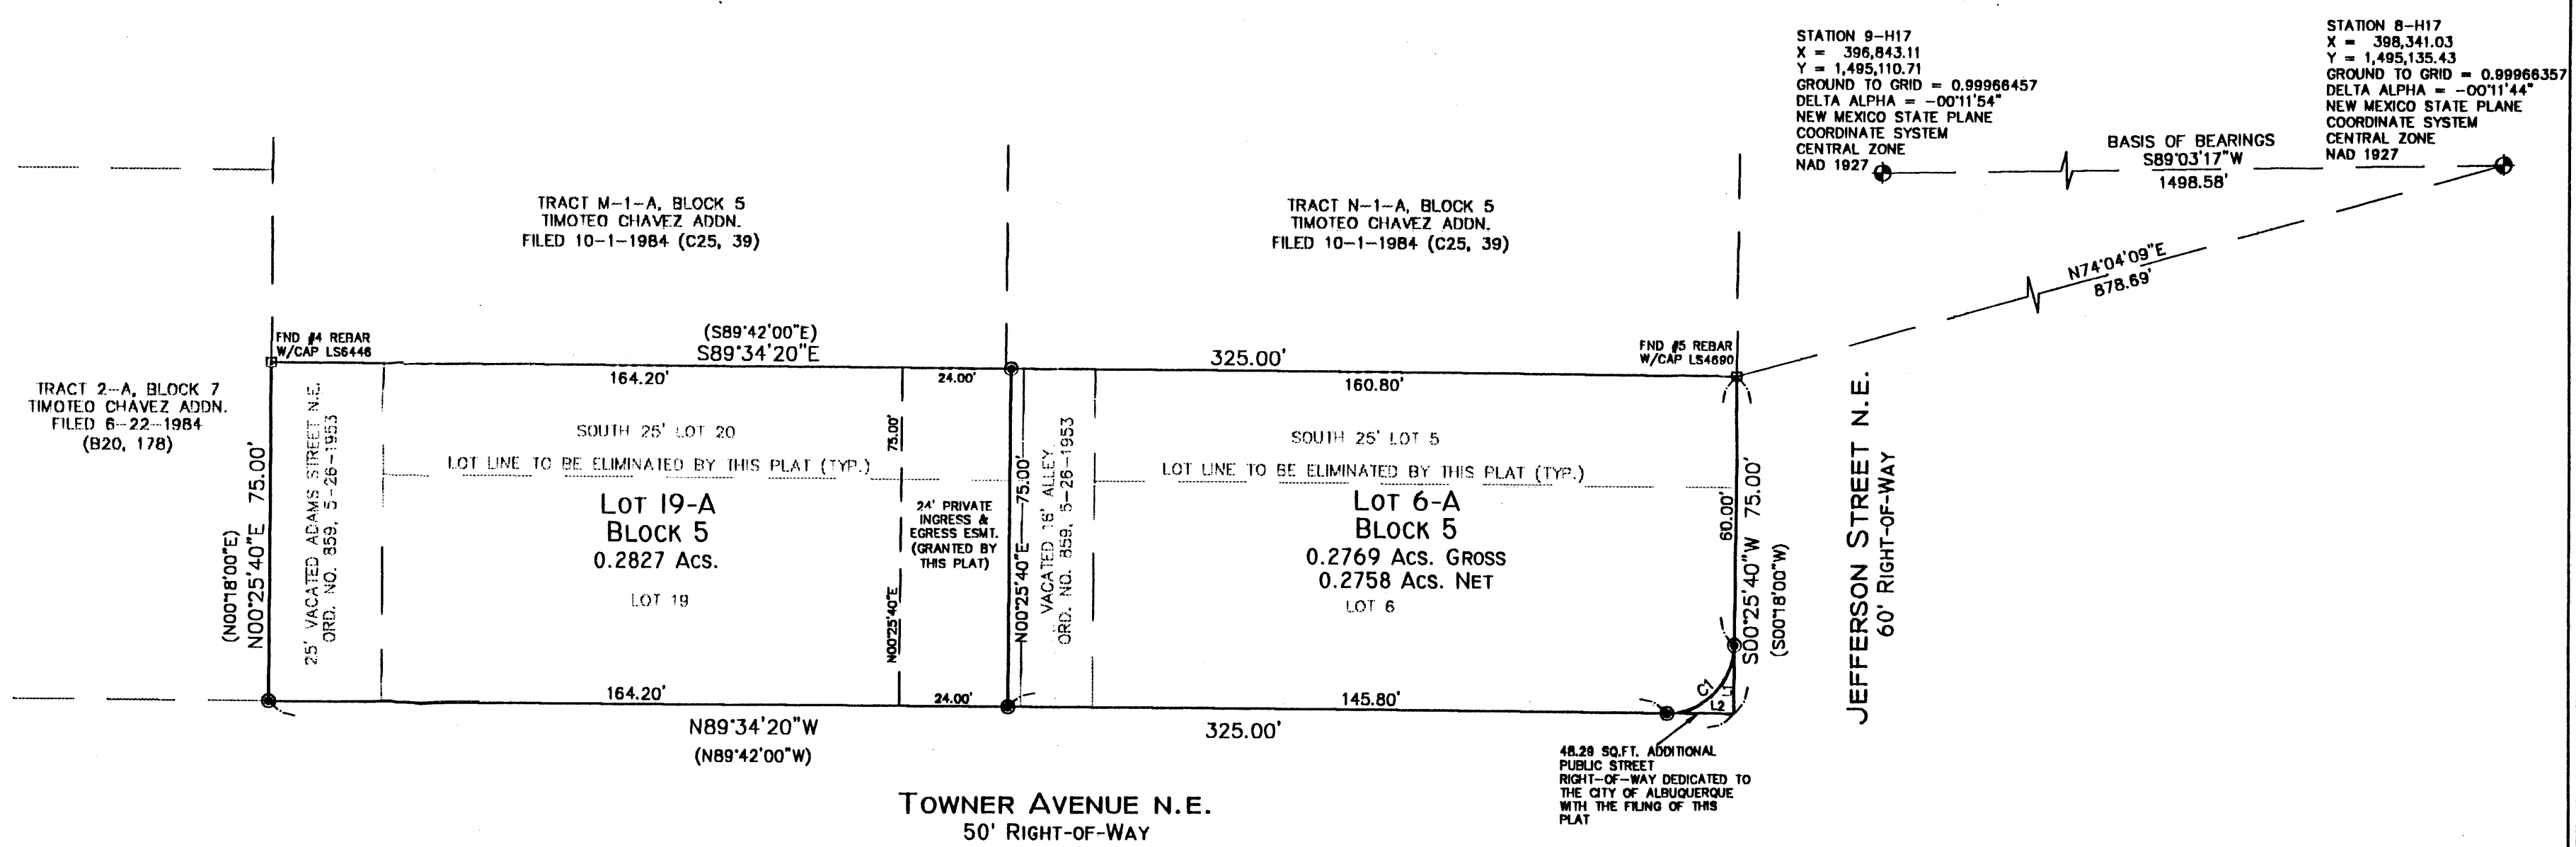 STATION 9-H17
X = 396,843.11
Y = 1,495,110.71
GROUND TO GRID = 0.99966457
DELTA ALPHA = -00°11'54"
NEW MEXICO STATE PLANE
COORDINATE SYSTEM
CENTRAL ZONE
NAD 1927
STATION 8-H17
X = 398,341.03
Y = 1,495,135.43
GROUND TO GRID = 0.99966357
DELTA ALPHA = -00°11'44"
NEW MEXICO STATE PLANE
COORDINATE SYSTEM
CENTRAL ZONE
NAD 1927
BASIS OF BEARINGS
S89°03'17"W
1498.58'
N74°04'09"E
878.69'
TRACT M-1-A, BLOCK 5
TIMOTEO CHAVEZ ADDN.
FILED 10-1-1984 (C25, 39)
TRACT N-1-A, BLOCK 5
TIMOTEO CHAVEZ ADDN.
FILED 10-1-1984 (C25, 39)
FND #4 REBAR
W/CAP LS6446
(S89°42'00"E)
S89°34'20"E
325.00'
FND #5 REBAR
W/CAP LS4690
164.20'
24.00'
160.80'
TRACT 2-A, BLOCK 7
TIMOTEO CHAVEZ ADDN.
FILED 6-22-1984
(B20, 178)
(N00°18'00"E)
N00°25'40"E 75.00'
25' VACATED ADAMS STREET N.E.
ORD. NO. 859, 5-26-1953
SOUTH 25' LOT 20
LOT LINE TO BE ELIMINATED BY THIS PLAT (TYP.)
LOT 19-A
BLOCK 5
0.2827 ACS.
LOT 19
75.00'
N00°25'40"E
24' PRIVATE
INGRESS &
EGRESS ESMT.
(GRANTED BY
THIS PLAT)
N00°25'40"E 75.00'
VACATED 16' ALLEY
ORD. NO. 859, 5-26-1953
SOUTH 25' LOT 5
LOT LINE TO BE ELIMINATED BY THIS PLAT (TYP.)
LOT 6-A
BLOCK 5
0.2769 ACS. GROSS
0.2758 ACS. NET
LOT 6
60.00'
S00°25'40"W 75.00'
(S00°18'00"W)
JEFFERSON STREET N.E.
60' RIGHT-OF-WAY
C1
L1
L2
164.20'
24.00'
145.80'
N89°34'20"W
325.00'
(N89°42'00"W)
48.29 SQ.FT. ADDITIONAL
PUBLIC STREET
RIGHT-OF-WAY DEDICATED TO
THE CITY OF ALBUQUERQUE
WITH THE FILING OF THIS
PLAT
TOWNER AVENUE N.E.
50' RIGHT-OF-WAY